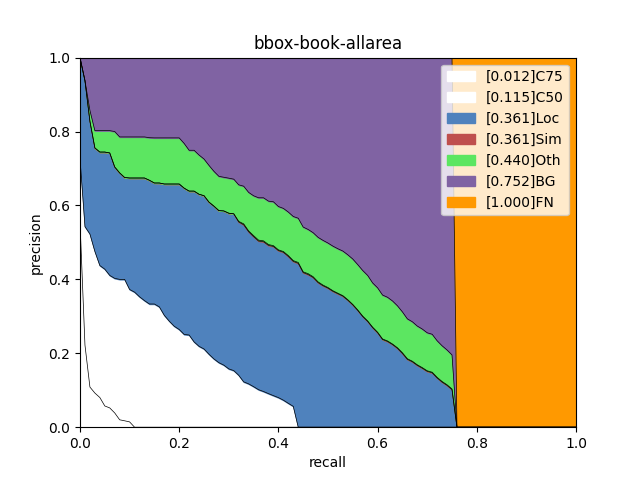 bbox-book-allarea
1.0
0.8
0.6
0.4
0.2
0.0
precision
[0.012]C75
[0.115]C50
[0.361]Loc
[0.361]Sim
[0.440]Oth
[0.752]BG
[1.000]FN
0.0 0.2 0.4 0.6 0.8 1.0
recall